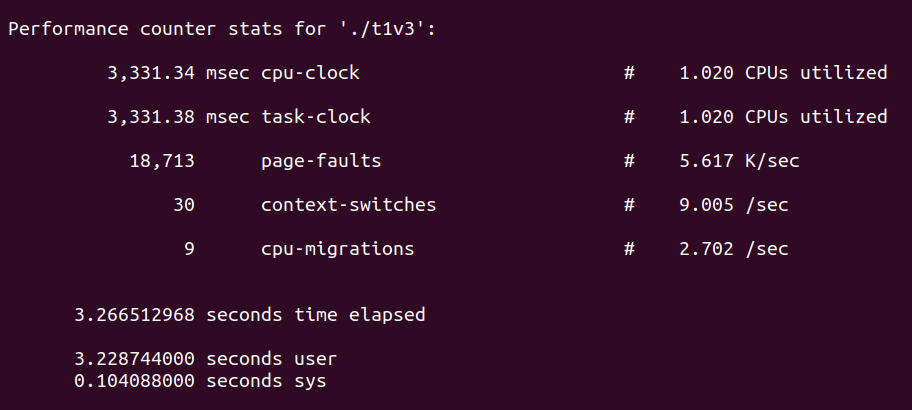 Performance counter stats for './t1v3':
3,331.34 msec cpu-clock # 1.020 CPUs utilized
3,331.38 msec task-clock # 1.020 CPUs utilized
18,713 page-faults # 5.617 K/sec
30 context-switches # 9.005 /sec
9 cpu-migrations # 2.702 /sec
3.266512968 seconds time elapsed
3.228744000 seconds user
0.104088000 seconds sys